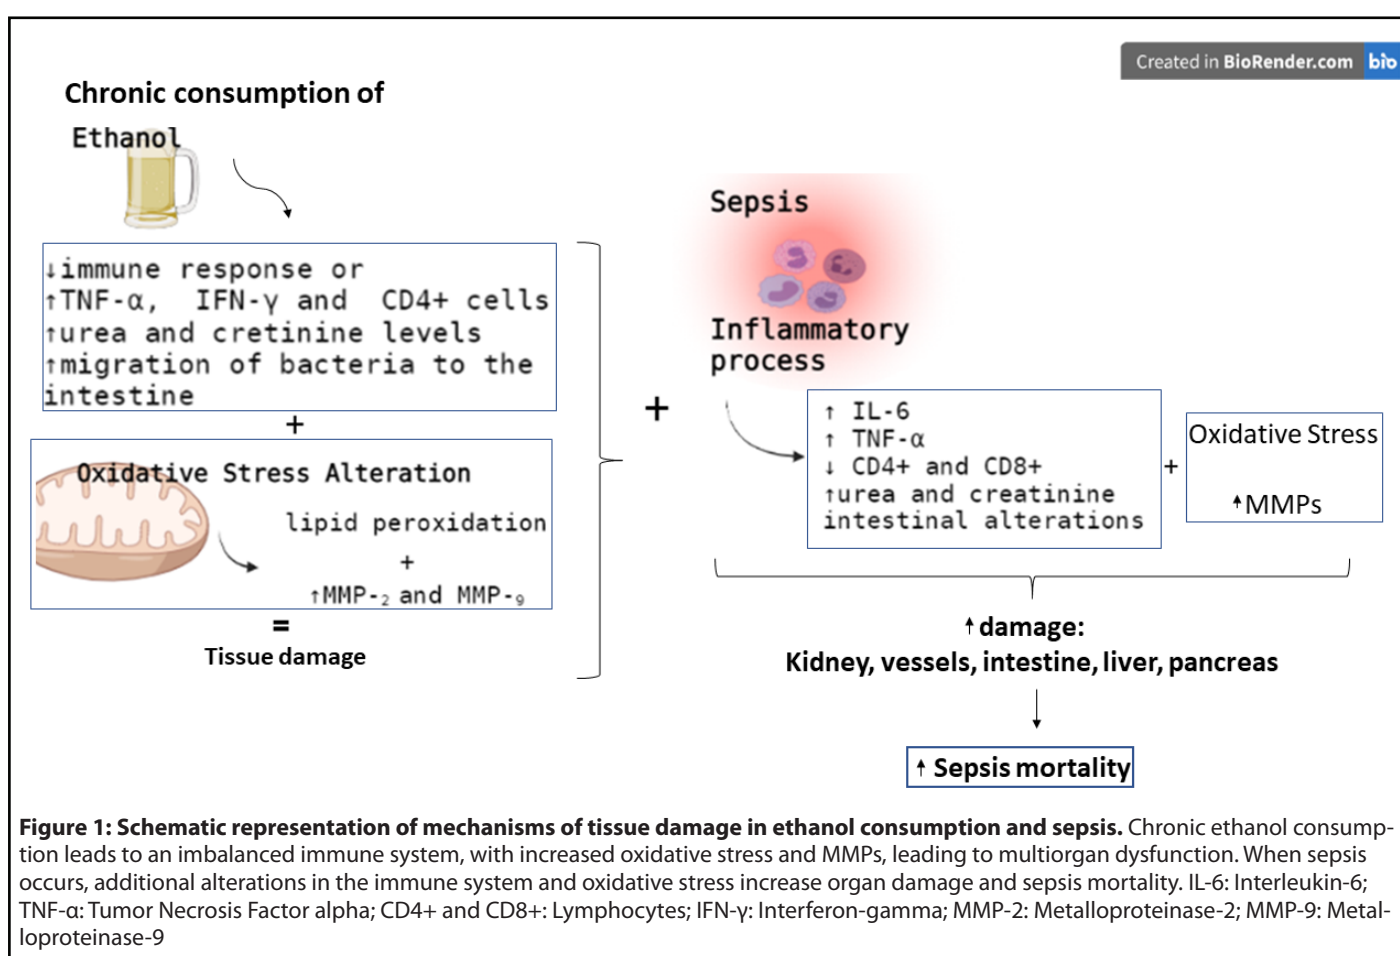 Created in BioRender.com bio
Chronic consumption of
Ethanol
↓immune response or
↑TNF-α, IFN-γ and CD4+ cells
↑urea and cretinine levels
↑migration of bacteria to the
intestine
+
Oxidative Stress Alteration
lipid peroxidation
+
↑MMP-₂ and MMP-₉
=
Tissue damage
+
Sepsis
Inflammatory
process
↑ IL-6
↑ TNF-α
↓ CD4+ and CD8+
↑urea and creatinine
intestinal alterations
+
Oxidative Stress
↑MMPs
↑ damage:
Kidney, vessels, intestine, liver, pancreas
↑ Sepsis mortality
Figure 1: Schematic representation of mechanisms of tissue damage in ethanol consumption and sepsis. Chronic ethanol consump-
tion leads to an imbalanced immune system, with increased oxidative stress and MMPs, leading to multiorgan dysfunction. When sepsis
occurs, additional alterations in the immune system and oxidative stress increase organ damage and sepsis mortality. IL-6: Interleukin-6;
TNF-α: Tumor Necrosis Factor alpha; CD4+ and CD8+: Lymphocytes; IFN-γ: Interferon-gamma; MMP-2: Metalloproteinase-2; MMP-9: Metal-
loproteinase-9